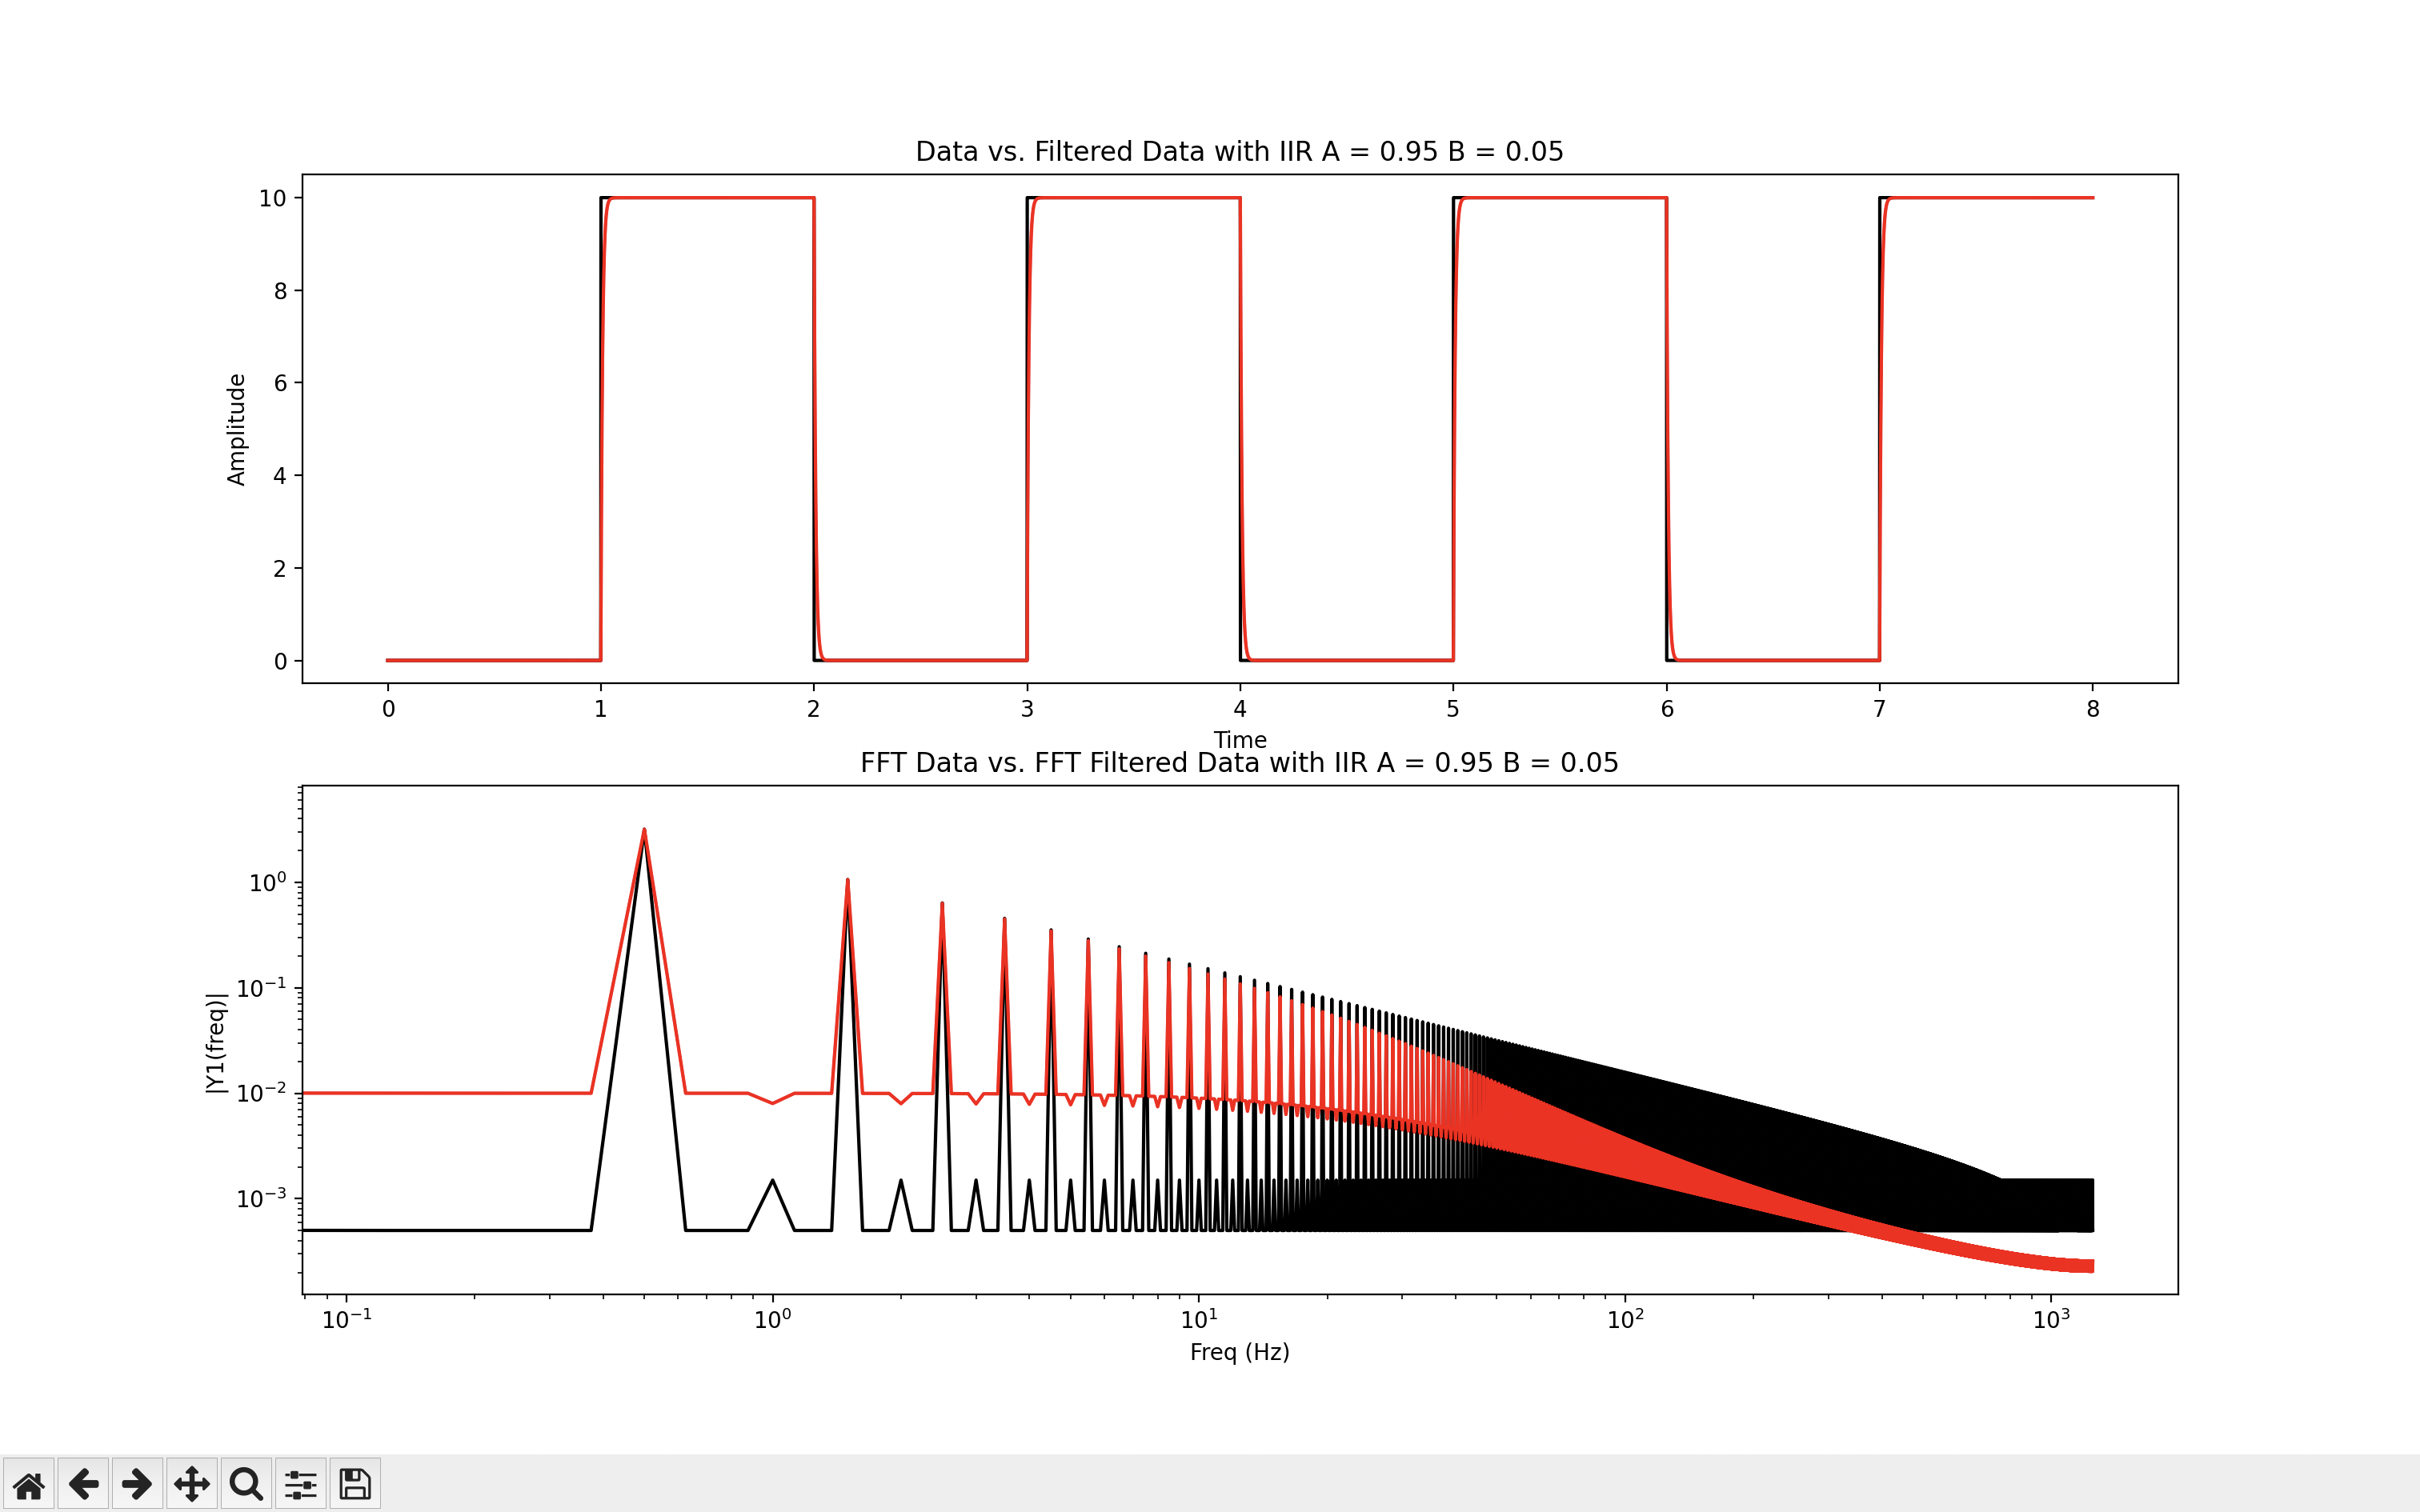 Data vs. Filtered Data with IIR A = 0.95 B = 0.05
10
8
6
4
2
0
Amplitude
0 1 2 3 4 5 6 7 8
Time
FFT Data vs. FFT Filtered Data with IIR A = 0.95 B = 0.05
10⁰
10⁻¹
10⁻²
10⁻³
|Y1(freq)|
10⁻¹ 10⁰ 10¹ 10² 10³
Freq (Hz)